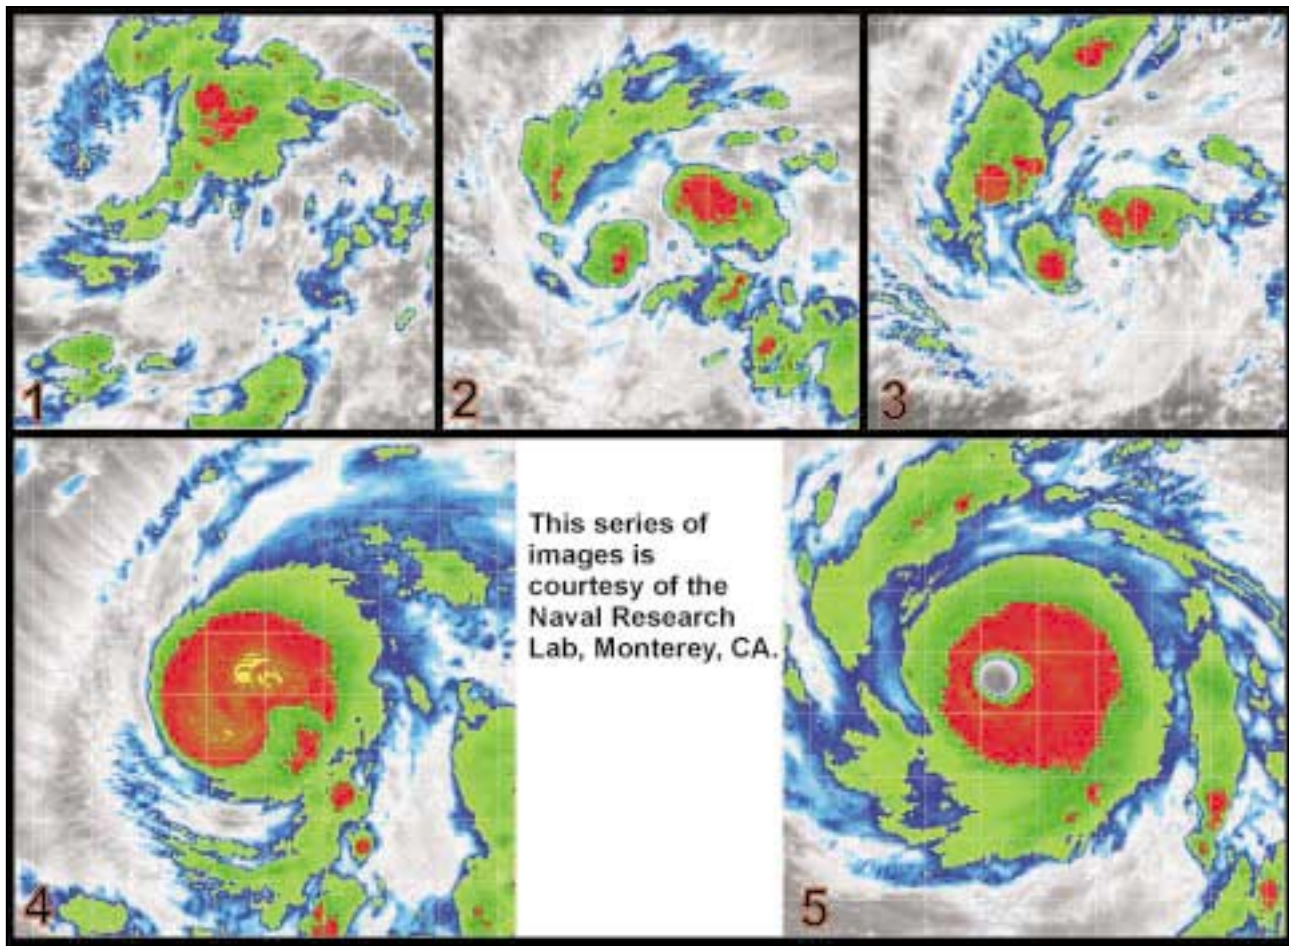 1
2
3
This series of
images is
courtesy of the
Naval Research
Lab, Monterey, CA.
4
5